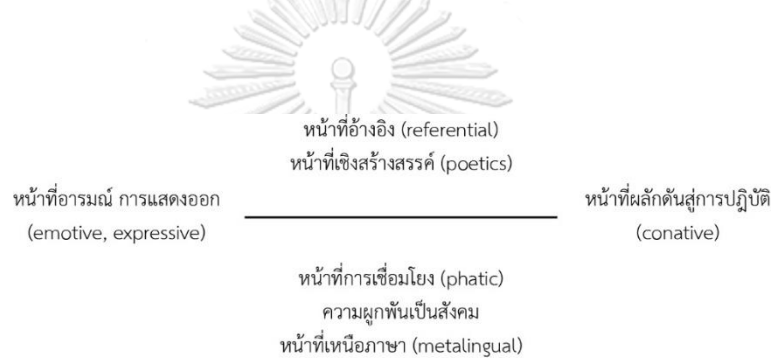 หน้าที่อ้างอิง (referential)
หน้าที่เชิงสร้างสรรค์ (poetics)
หน้าที่อารมณ์ การแสดงออก
(emotive, expressive)
หน้าที่ผลักดันสู่การปฏิบัติ
(conative)
หน้าที่การเชื่อมโยง (phatic)
ความผูกพันเป็นสังคม
หน้าที่เหนือภาษา (metalingual)